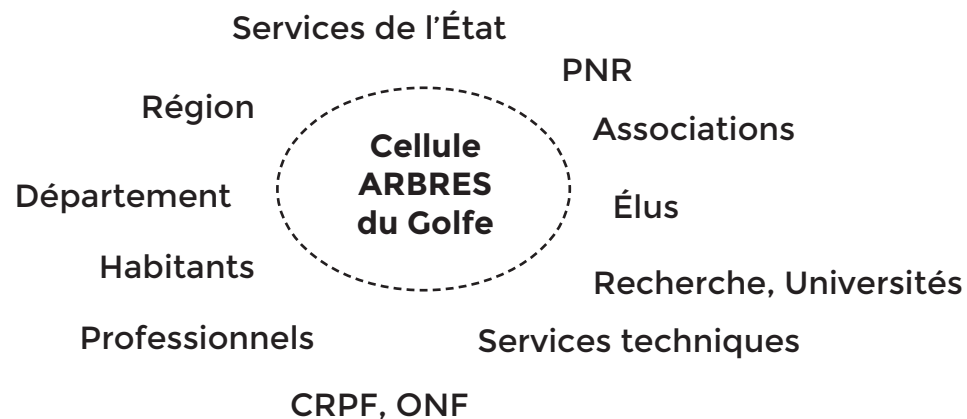 Services de l'État
PNR
Région
Associations
Cellule
ARBRES
du Golfe
Département
Élus
Habitants
Recherche, Universités
Professionnels
Services techniques
CRPF, ONF